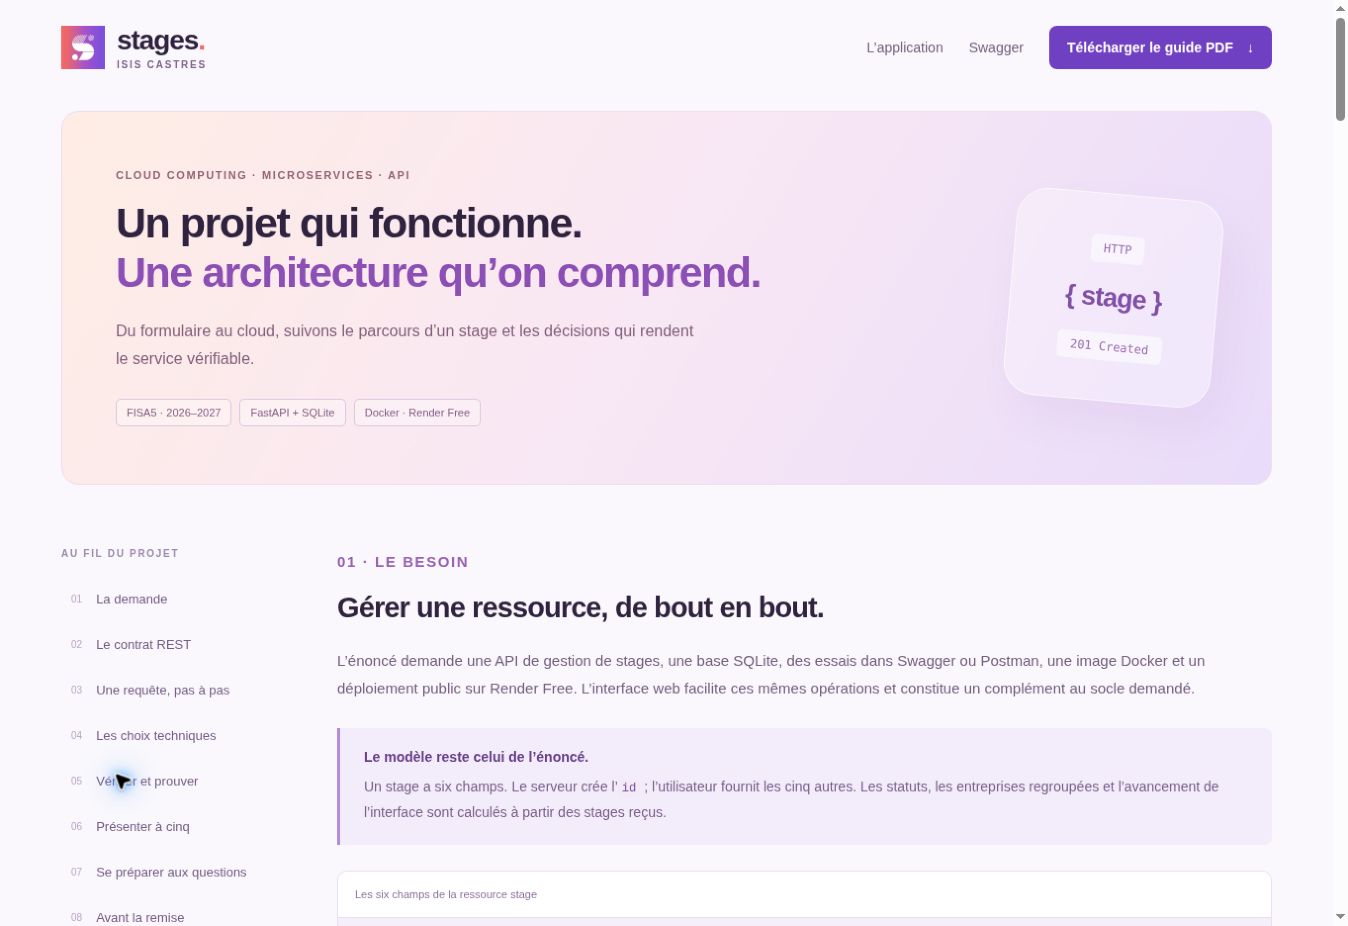 stages.
ISIS CASTRES
L’application
Swagger
Télécharger le guide PDF ↓
CLOUD COMPUTING · MICROSERVICES · API
Un projet qui fonctionne.
Une architecture qu’on comprend.
Du formulaire au cloud, suivons le parcours d’un stage et les décisions qui rendent
le service vérifiable.
FISA5 · 2026–2027
FastAPI + SQLite
Docker · Render Free
HTTP
{ stage }
201 Created
AU FIL DU PROJET
01 La demande
02 Le contrat REST
03 Une requête, pas à pas
04 Les choix techniques
05 et prouver
06 Présenter à cinq
07 Se préparer aux questions
08 Avant la remise
01 · LE BESOIN
Gérer une ressource, de bout en bout.
L’énoncé demande une API de gestion de stages, une base SQLite, des essais dans Swagger ou Postman, une image Docker et un
déploiement public sur Render Free. L’interface web facilite ces mêmes opérations et constitue un complément au socle demandé.
Le modèle reste celui de l’énoncé.
Un stage a six champs. Le serveur crée l’ id ; l’utilisateur fournit les cinq autres. Les statuts, les entreprises regroupées et l’avancement de
l’interface sont calculés à partir des stages reçus.
Les six champs de la ressource stage